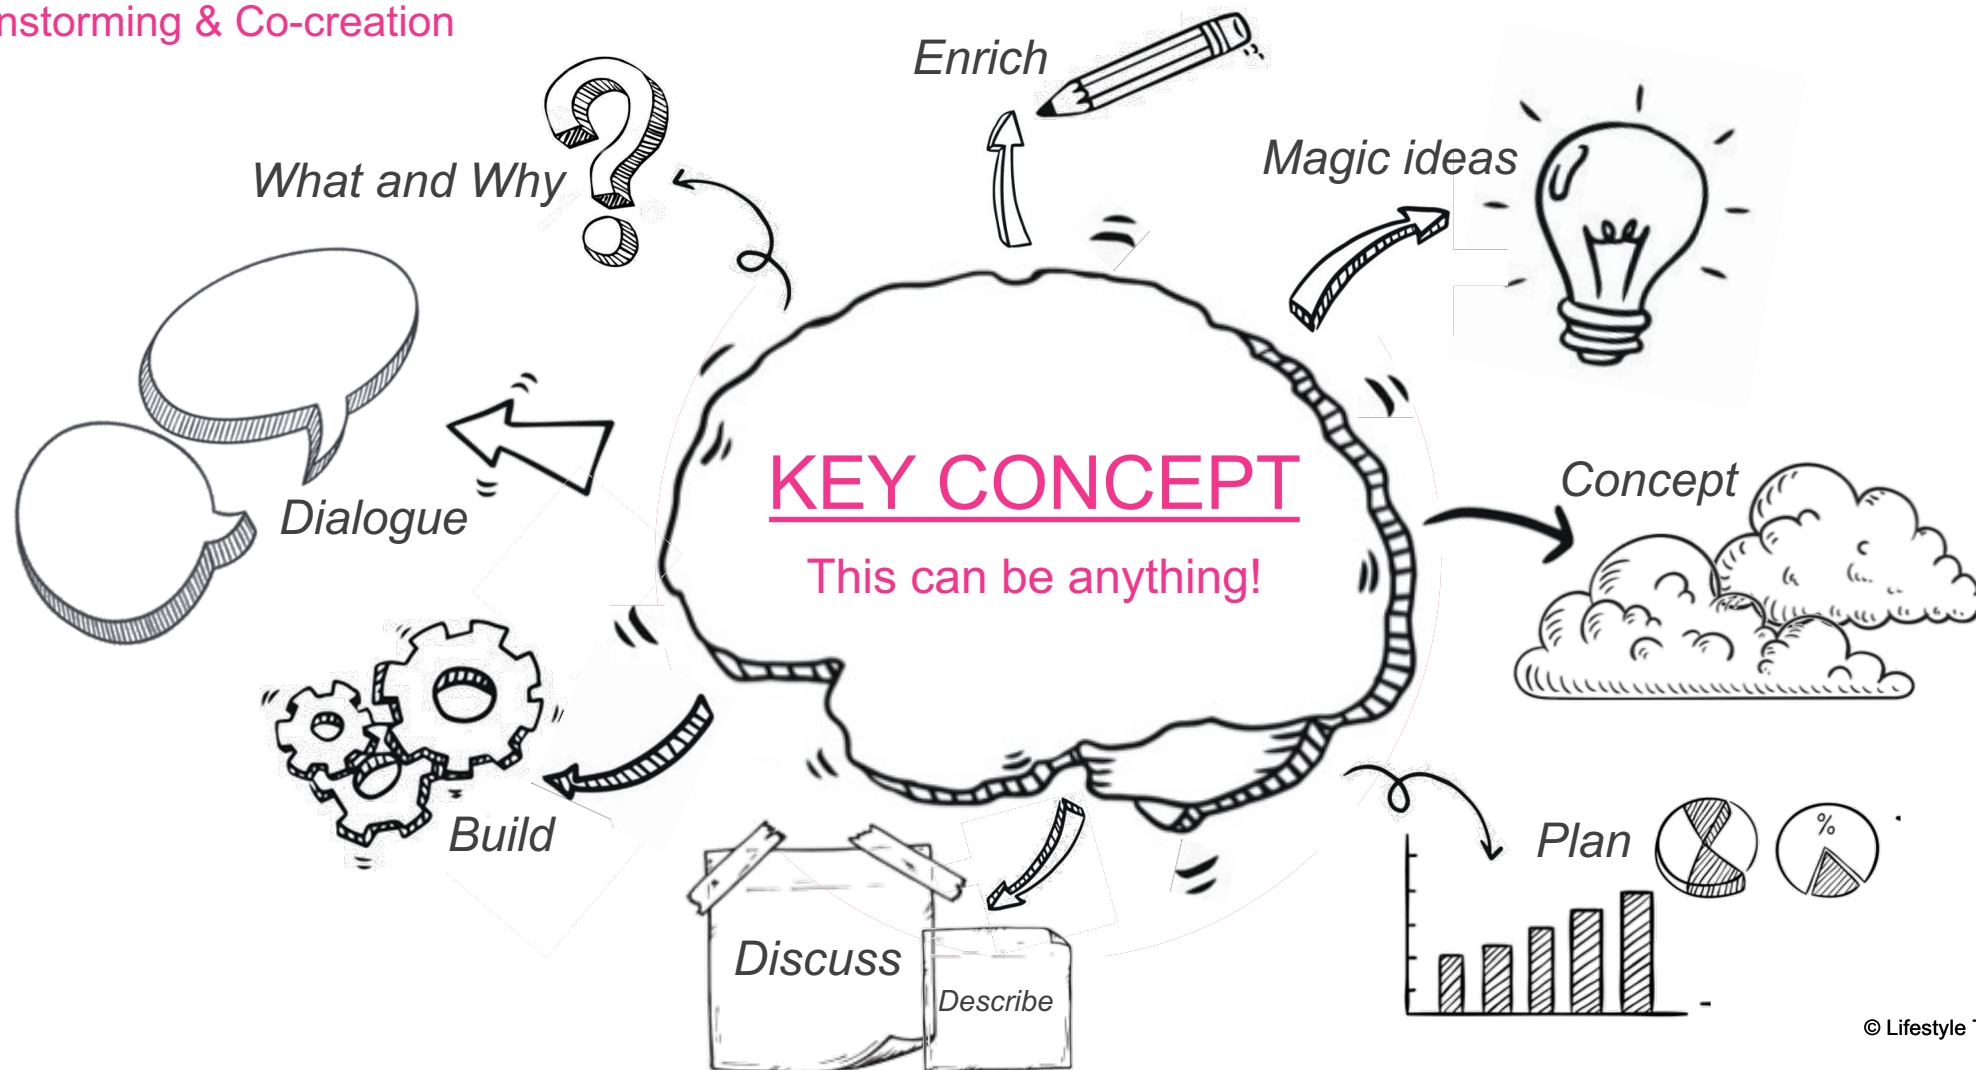 nstorming & Co-creation
Enrich
Magic ideas
What and Why
KEY CONCEPT
This can be anything!
Concept
Dialogue
Build
Plan
%
Discuss
Describe
© Lifestyle